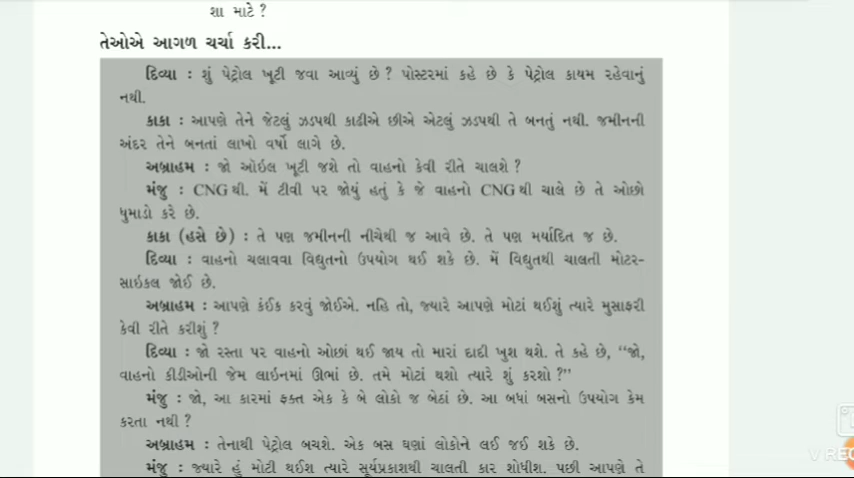 શા માટે ?
તેઓએ આગળ ચર્ચા કરી...
દિવ્યા : શું પેટ્રોલ ખૂટી જવા આવ્યું છે ? પોસ્ટરમાં કહે છે કે પેટ્રોલ કાયમ રહેવાનું
નથી.
કાકા : આપણે તેને જેટલું ઝડપથી કાઢીએ છીએ એટલું ઝડપથી તે બનતું નથી. જમીનની
અંદર તેને બનતાં લાખો વર્ષો લાગે છે.
અબ્રાહમ : જો ઓઇલ ખૂટી જશે તો વાહનો કેવી રીતે ચાલશે ?
મંજુ : CNG થી. મેં ટીવી પર જોયું હતું કે જે વાહનો CNG થી ચાલે છે તે ઓછો
ધુમાડો કરે છે.
કાકા (હસે છે) : તે પણ જમીનની નીચેથી જ આવે છે. તે પણ મર્યાદિત જ છે.
દિવ્યા : વાહનો ચલાવવા વિદ્યુતનો ઉપયોગ થઈ શકે છે. મેં વિદ્યુતથી ચાલતી મોટર-
સાઇકલ જોઈ છે.
અબ્રાહમ : આપણે કંઈક કરવું જોઈએ. નહિ તો, જ્યારે આપણે મોટાં થઈશું ત્યારે મુસાફરી
કેવી રીતે કરીશું ?
દિવ્યા : જો રસ્તા પર વાહનો ઓછાં થઈ જાય તો મારાં દાદી ખુશ થશે. તે કહે છે, “જો,
વાહનો કીડીઓની જેમ લાઇનમાં ઊભાં છે. તમે મોટાં થશો ત્યારે શું કરશો ?”
મંજુ : જો, આ કારમાં ફક્ત એક કે બે લોકો જ બેઠાં છે. આ બધાં બસનો ઉપયોગ કેમ
કરતા નથી ?
અબ્રાહમ : તેનાથી પેટ્રોલ બચશે. એક બસ ઘણાં લોકોને લઈ જઈ શકે છે.
મંજુ : જ્યારે હું મોટી થઈશ ત્યારે સૂર્યપ્રકાશથી ચાલતી કાર શોધીશ. પછી આપણે તે